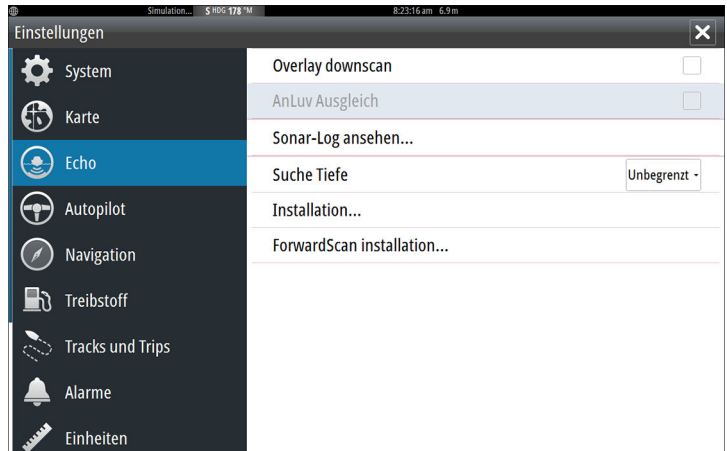 Simulation... S HDG 178 °M 8:23:16 am 6.9 m
Einstellungen
System
Karte
Echo
Autopilot
Navigation
Treibstoff
Tracks und Trips
Alarme
Einheiten
Overlay downscan
AnLuv Ausgleich
Sonar-Log ansehen...
Suche Tiefe Unbegrenzt
Installation...
ForwardScan installation...